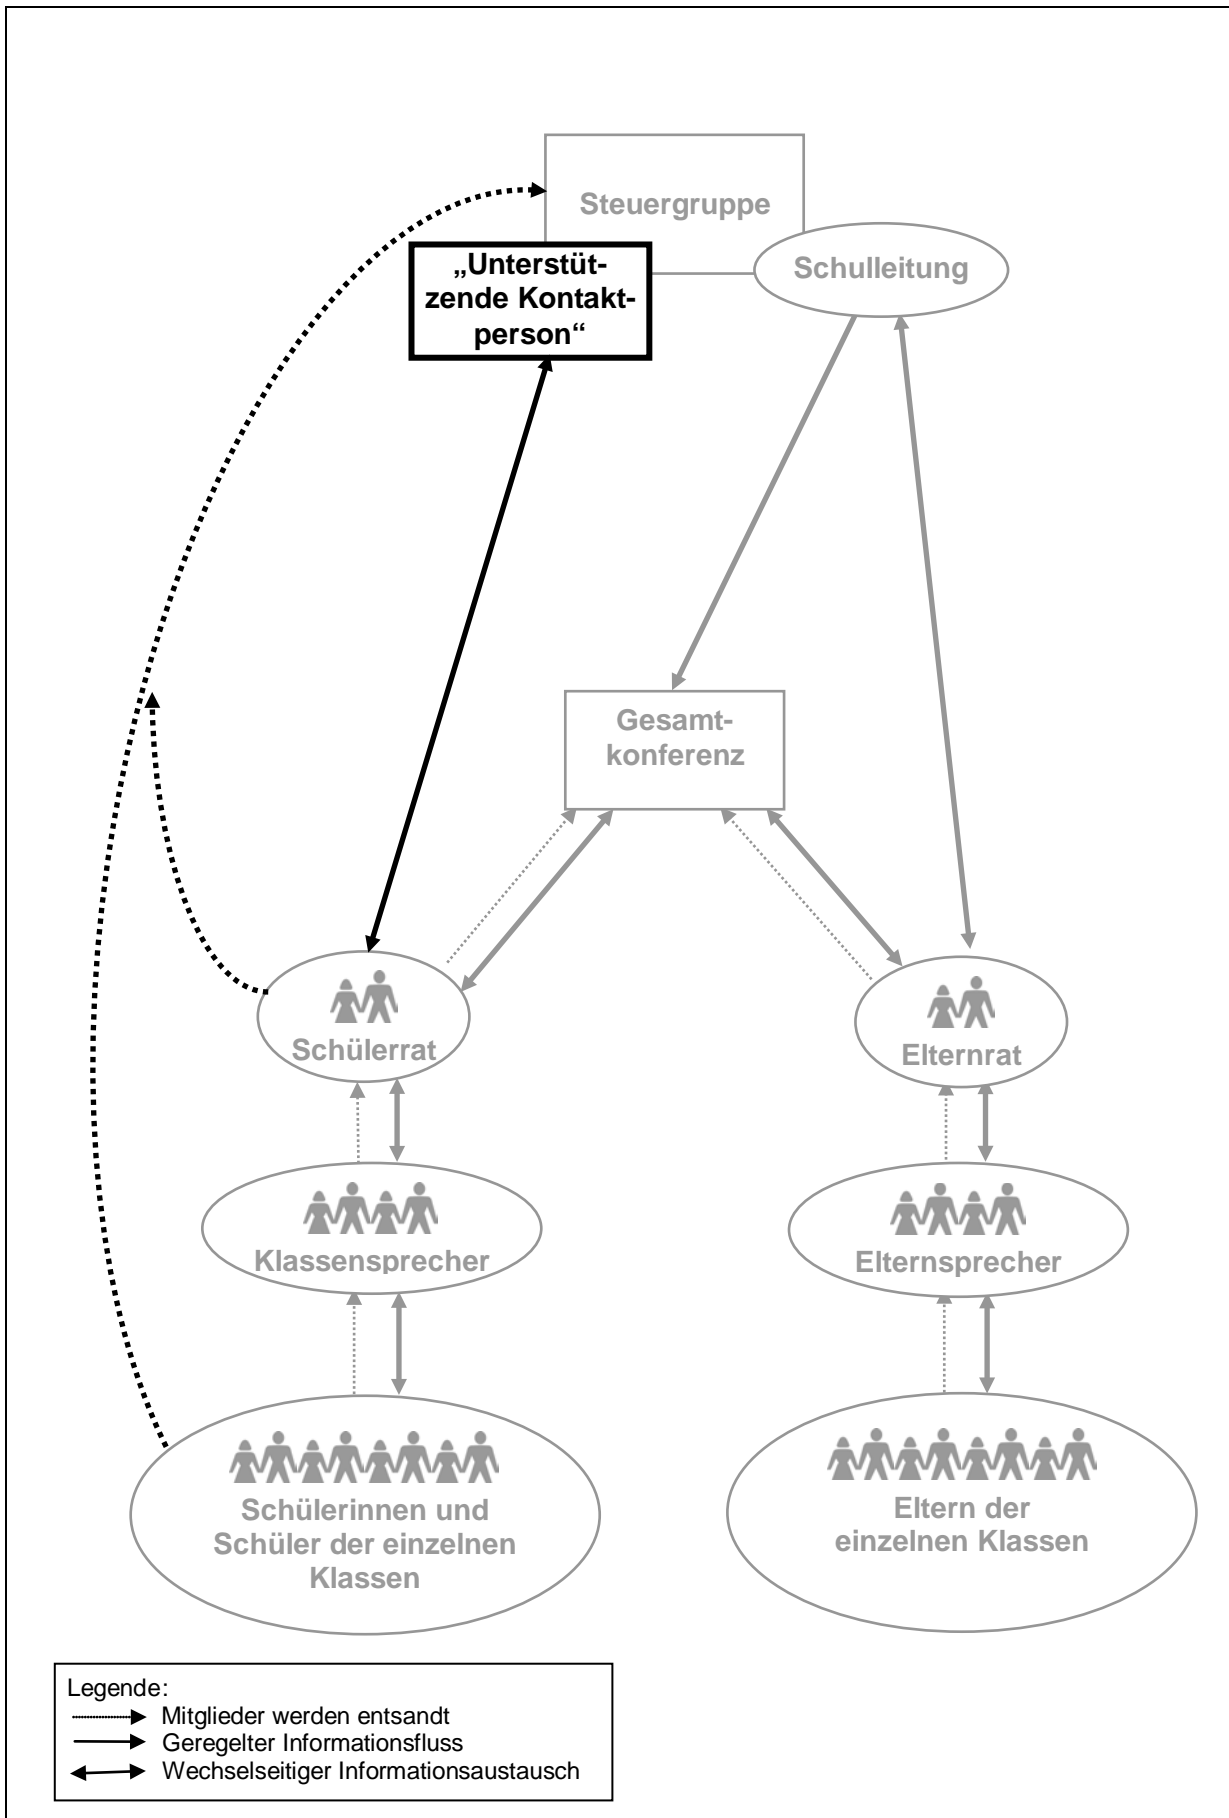 Steuergruppe
Schulleitung
„Unterstüt-
zende Kontakt-
person“
Gesamt-
konferenz
Schülerrat
Elternrat
Klassensprecher
Elternsprecher
Schülerinnen und
Schüler der einzelnen
Klassen
Eltern der
einzelnen Klassen
Legende:
Mitglieder werden entsandt
Geregelter Informationsfluss
Wechselseitiger Informationsaustausch